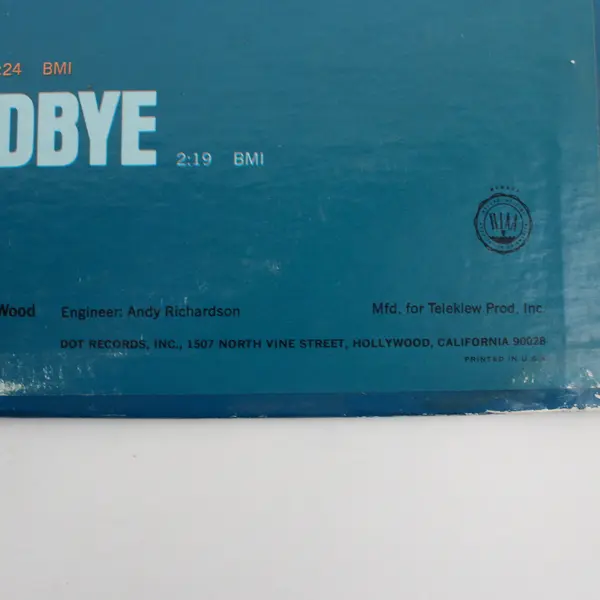 :24 BMI
DBYE 2:19 BMI
RIAA
Wood Engineer: Andy Richardson Mfd. for Teleklew Prod. Inc
DOT RECORDS, INC., 1507 NORTH VINE STREET, HOLLYWOOD, CALIFORNIA 90028
PRINTED IN U.S.A.